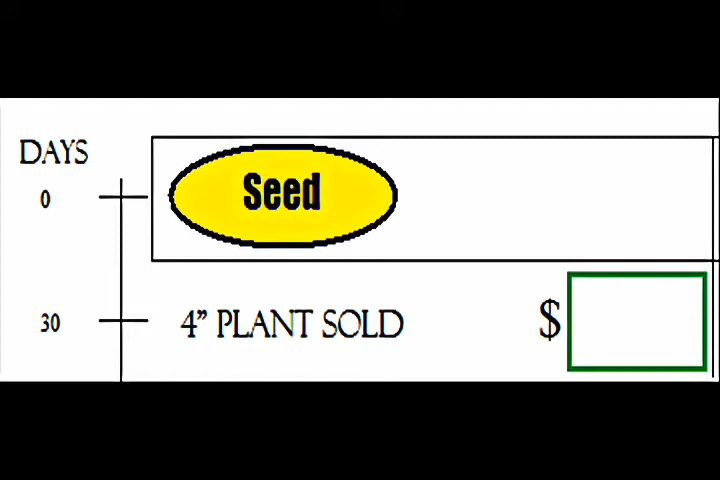 DAYS
0
Seed
30
4" PLANT SOLD
$